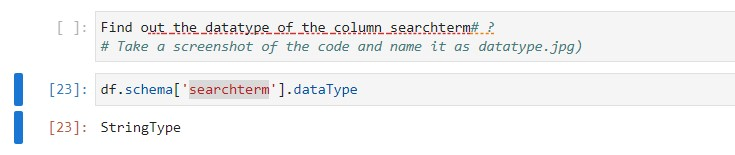 [ ]: Find out the datatype of the column searchterm# ?
# Take a screenshot of the code and name it as datatype.jpg)
[23]: df.schema['searchterm'].dataType
[23]: StringType